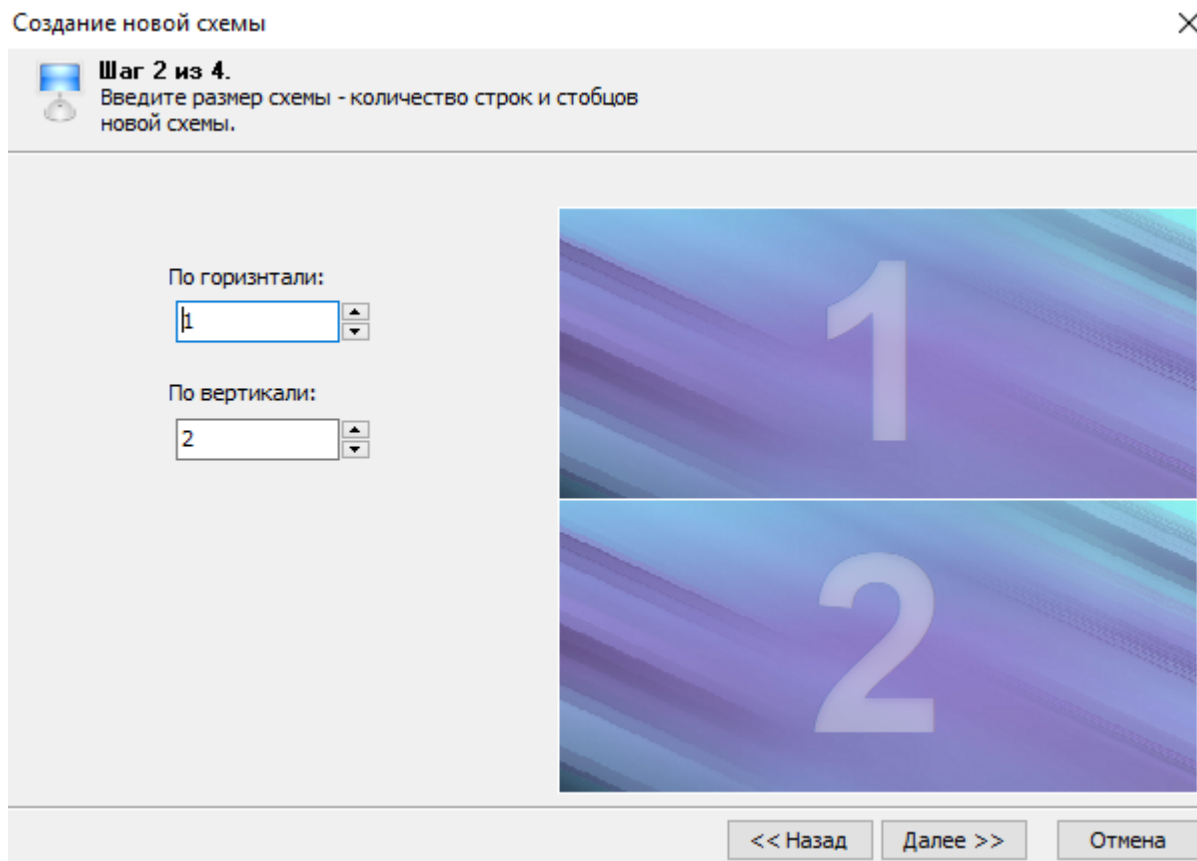 Создание новой схемы
Шаг 2 из 4.
Введите размер схемы - количество строк и стобцов
новой схемы.
По горизнтали:
1
По вертикали:
2
1
2
<< Назад
Далее >>
Отмена